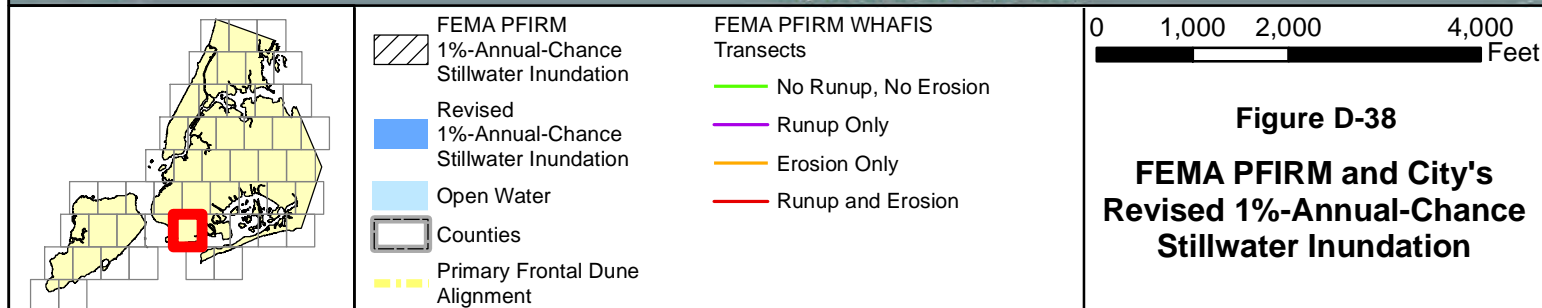 FEMA PFIRM
1%-Annual-Chance
Stillwater Inundation
Revised
1%-Annual-Chance
Stillwater Inundation
Open Water
Counties
Primary Frontal Dune
Alignment
FEMA PFIRM WHAFIS
Transects
No Runup, No Erosion
Runup Only
Erosion Only
Runup and Erosion
0 1,000 2,000 4,000
Feet
Figure D-38
FEMA PFIRM and City's
Revised 1%-Annual-Chance
Stillwater Inundation